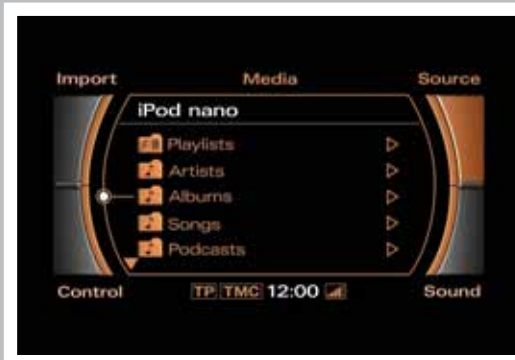 Import Media Source
iPod nano
Playlists
Artists
Albums
Songs
Podcasts
Control TP TMC 12:00 Sound